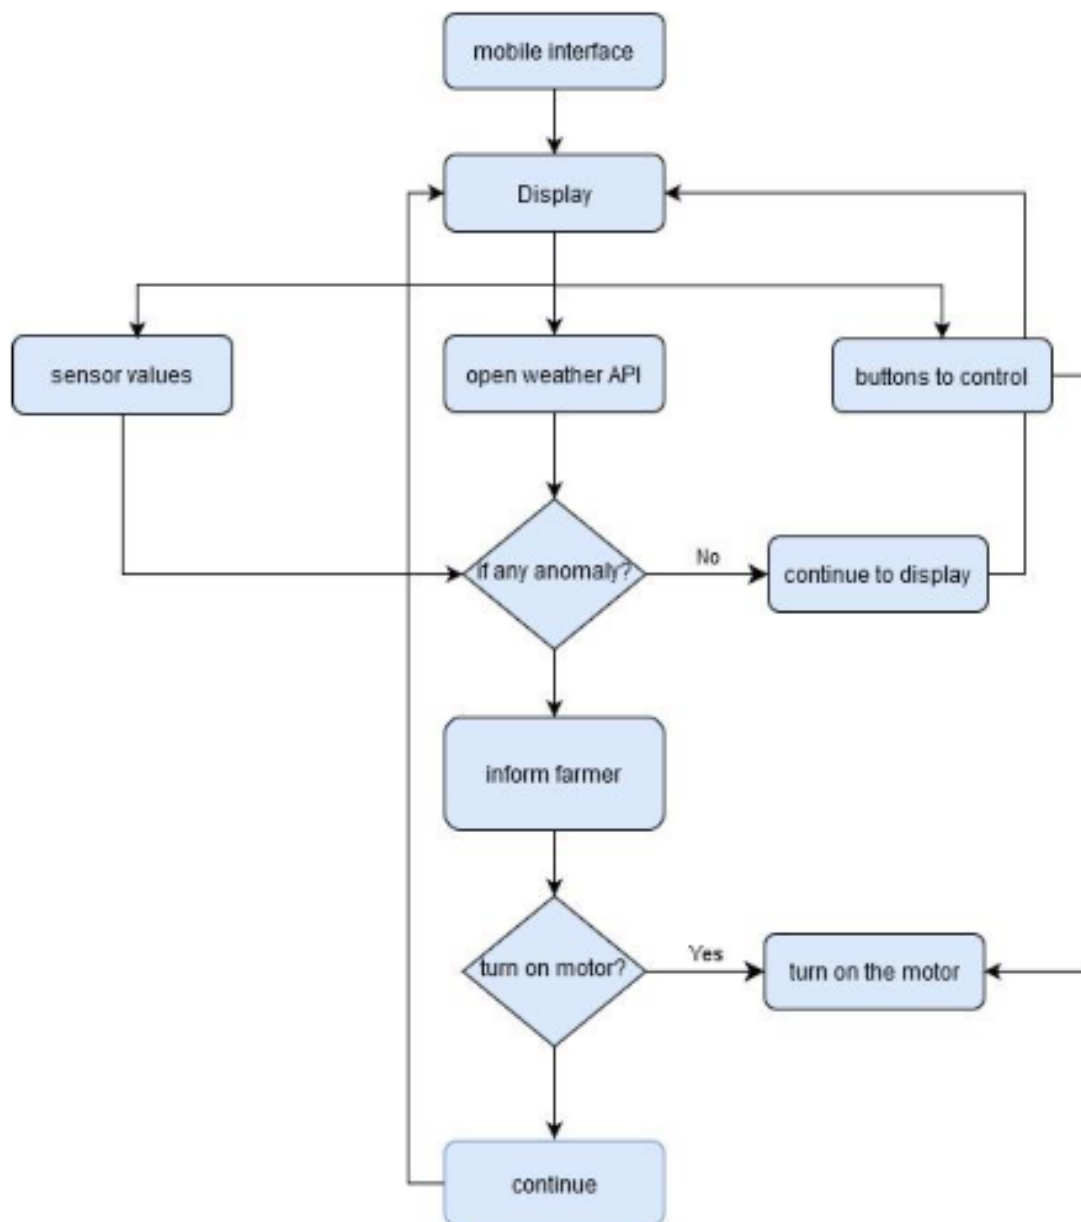 mobile interface
Display
sensor values
open weather API
buttons to control
if any anomaly?
No
continue to display
inform farmer
turn on motor?
Yes
turn on the motor
continue